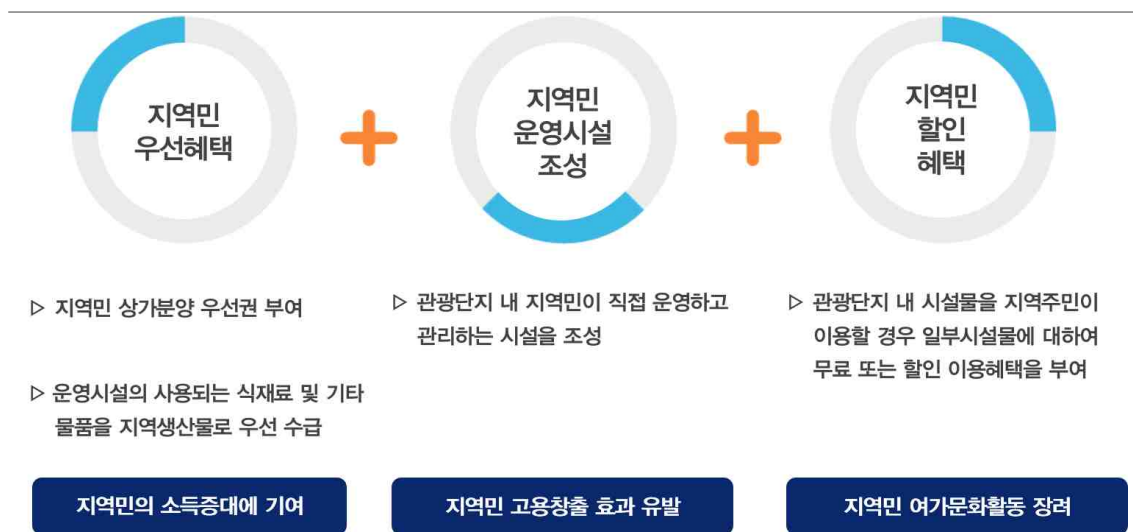 지역민
우선혜택
지역민
운영시설
조성
지역민
할인
혜택
▷ 지역민 상가분양 우선권 부여
▷ 운영시설의 사용되는 식재료 및 기타
물품을 지역생산물로 우선 수급
▷ 관광단지 내 지역민이 직접 운영하고
관리하는 시설을 조성
▷ 관광단지 내 시설물을 지역주민이
이용할 경우 일부시설물에 대하여
무료 또는 할인 이용혜택을 부여
지역민의 소득증대에 기여
지역민 고용창출 효과 유발
지역민 여가문화활동 장려